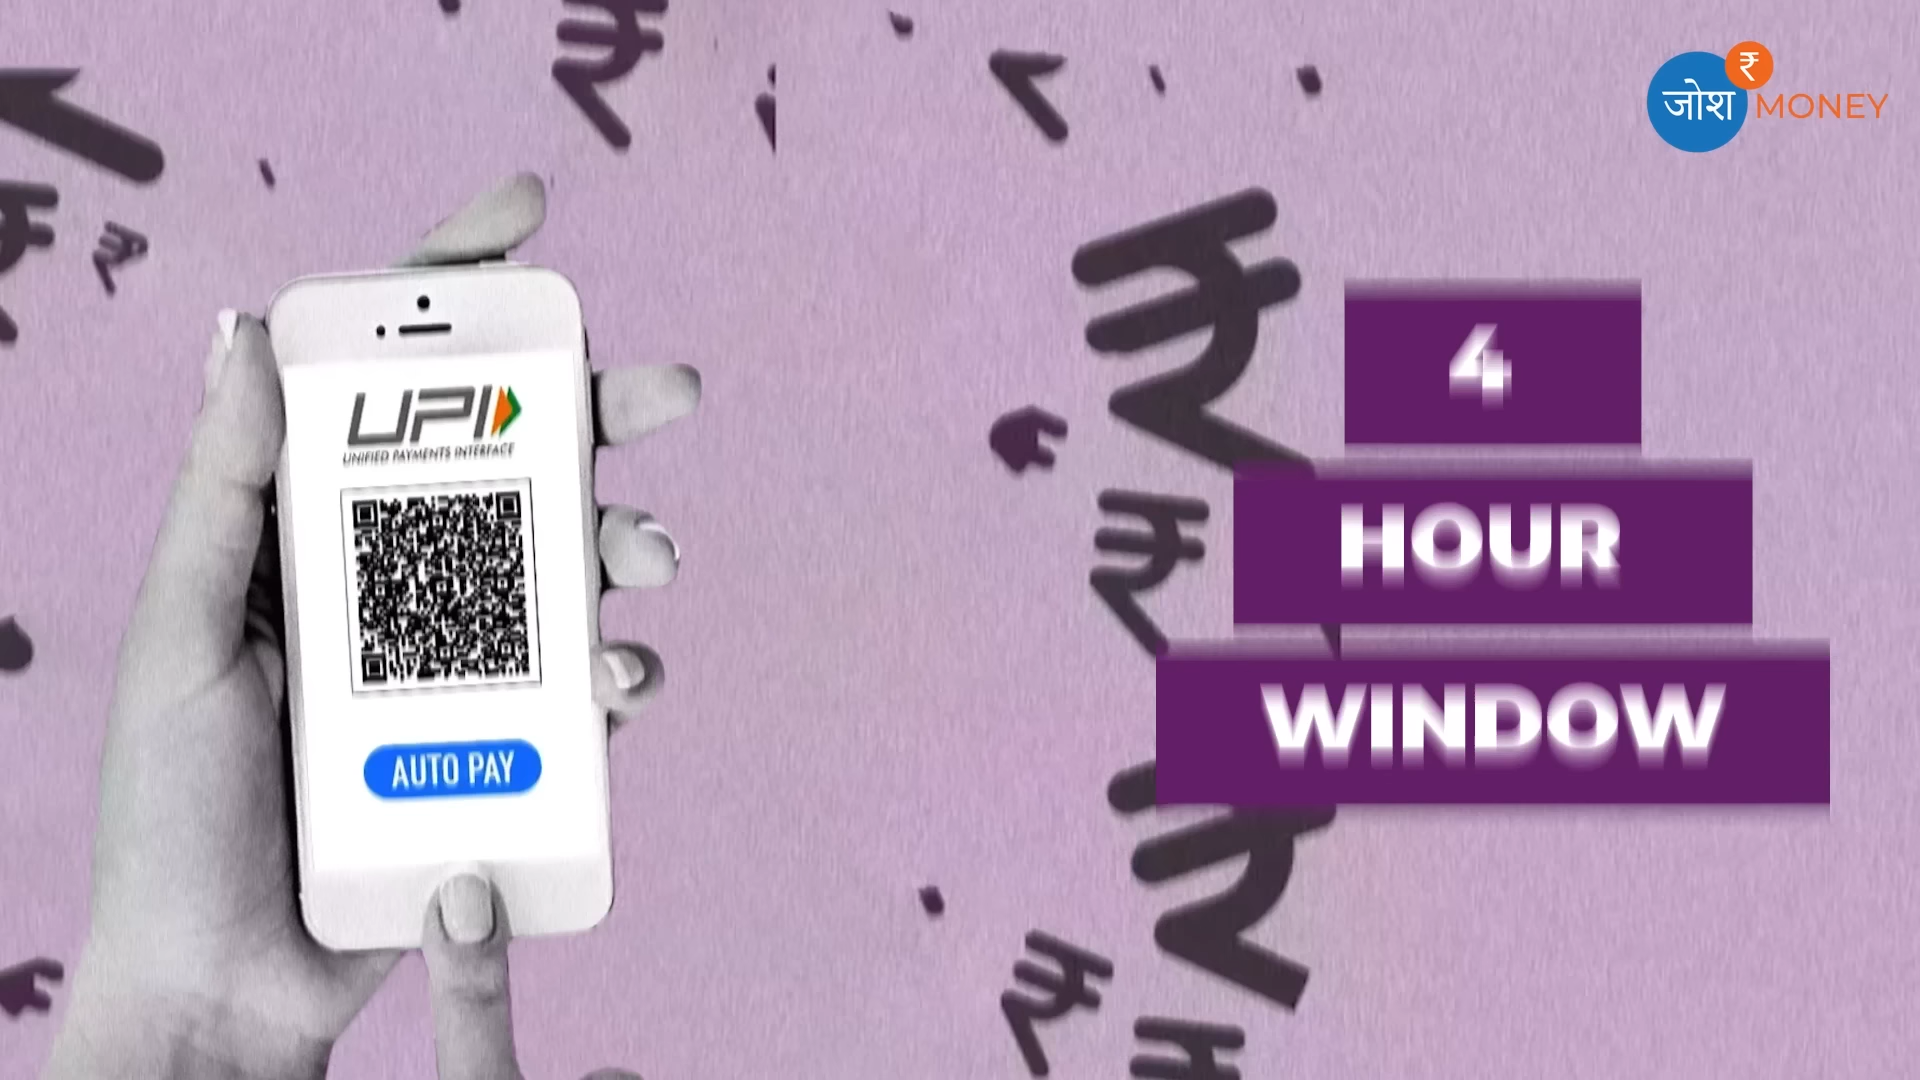 जोश ₹ MONEY
UPI
UNIFIED PAYMENTS INTERFACE
AUTO PAY
4
HOUR
WINDOW